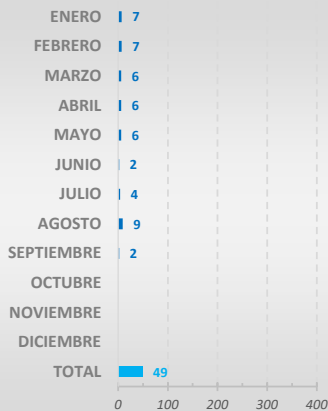 ENERO 7
FEBRERO 7
MARZO 6
ABRIL 6
MAYO 6
JUNIO 2
JULIO 4
AGOSTO 9
SEPTIEMBRE 2
OCTUBRE
NOVIEMBRE
DICIEMBRE
TOTAL 49
0 100 200 300 400